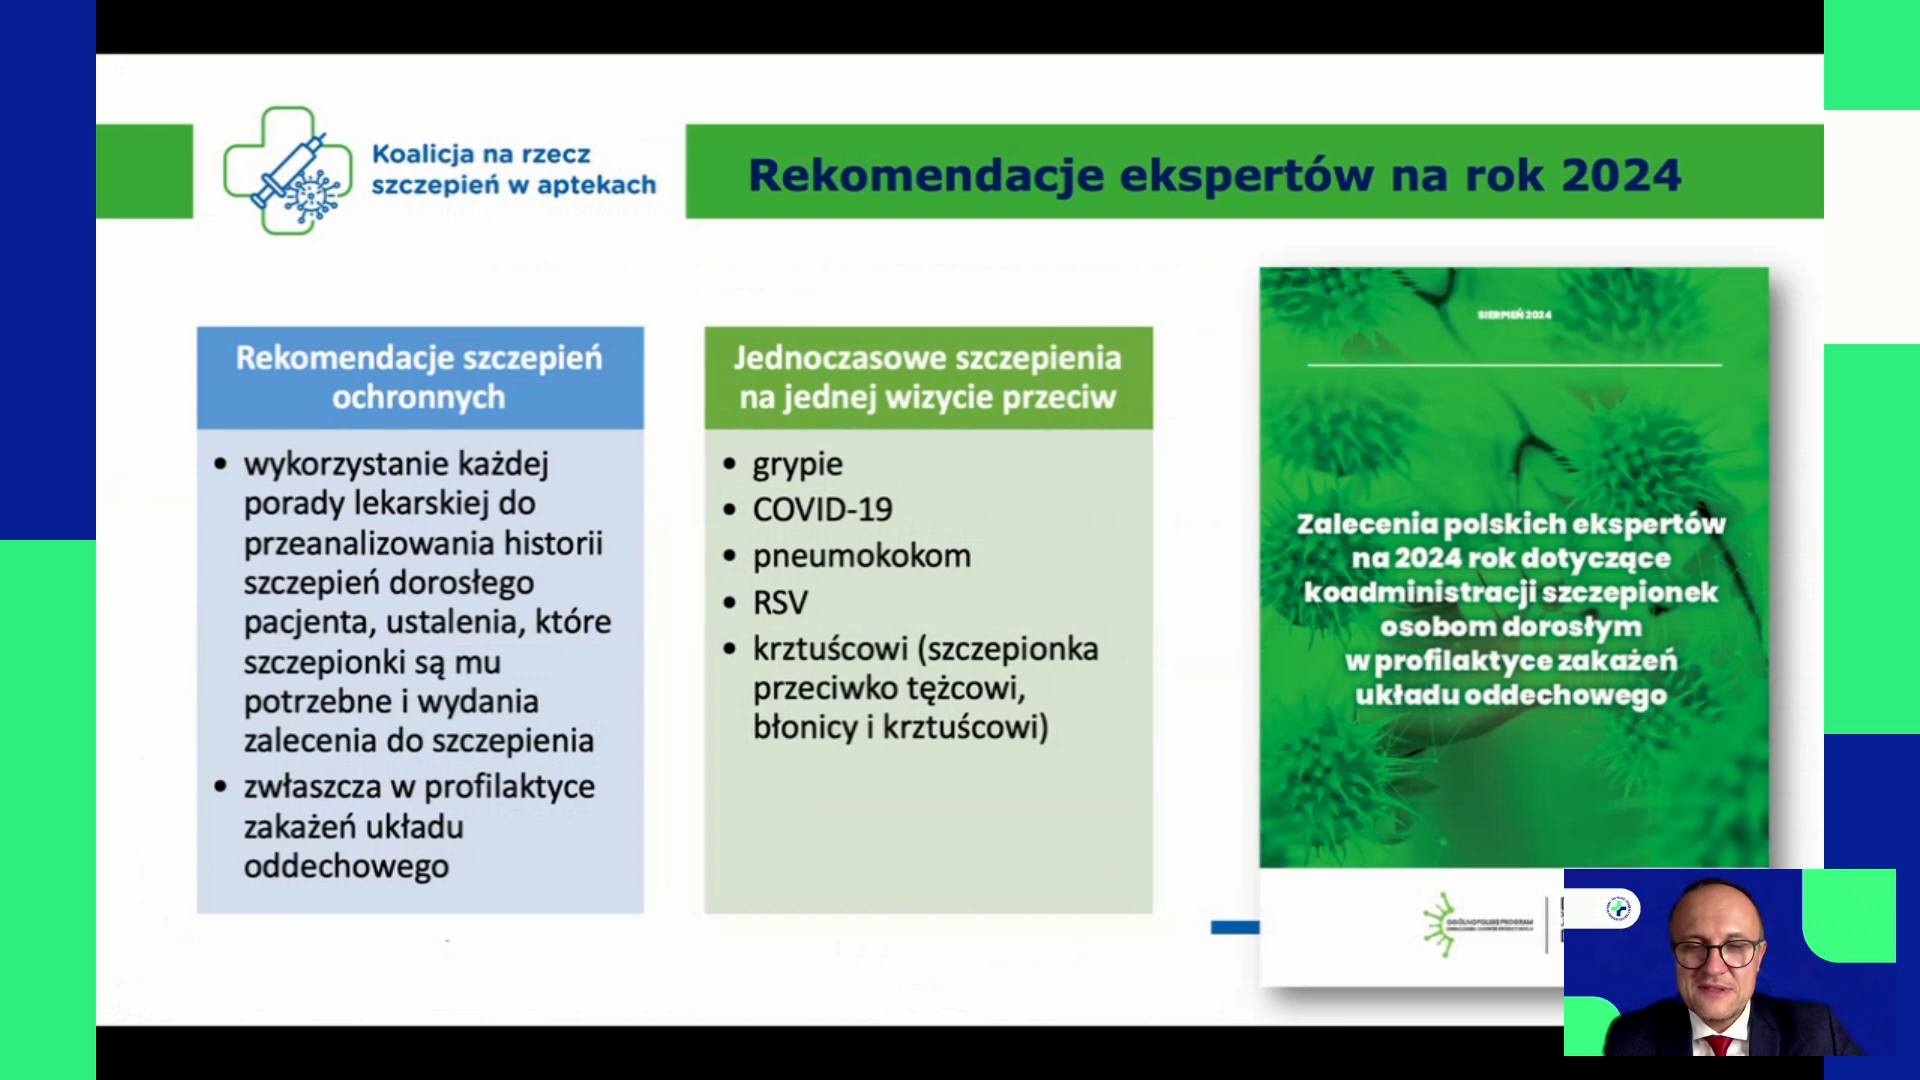 Koalicja na rzecz
szczepień w aptekach
Rekomendacje ekspertów na rok 2024
Rekomendacje szczepień
ochronnych
• wykorzystanie każdej
porady lekarskiej do
przeanalizowania historii
szczepień dorosłego
pacjenta, ustalenia, które
szczepionki są mu
potrzebne i wydania
zalecenia do szczepienia
• zwłaszcza w profilaktyce
zakażeń układu
oddechowego
Jednoczasowe szczepienia
na jednej wizycie przeciw
• grypie
• COVID-19
• pneumokokom
• RSV
• krztuścowi (szczepionka
przeciwko tężcowi,
błonicy i krztuścowi)
SIERPIEŃ 2024
Zalecenia polskich ekspertów
na 2024 rok dotyczące
koadministracji szczepionek
osobom dorosłym
w profilaktyce zakażeń
układu oddechowego
OGÓLNOPOLSKI PROGRAM